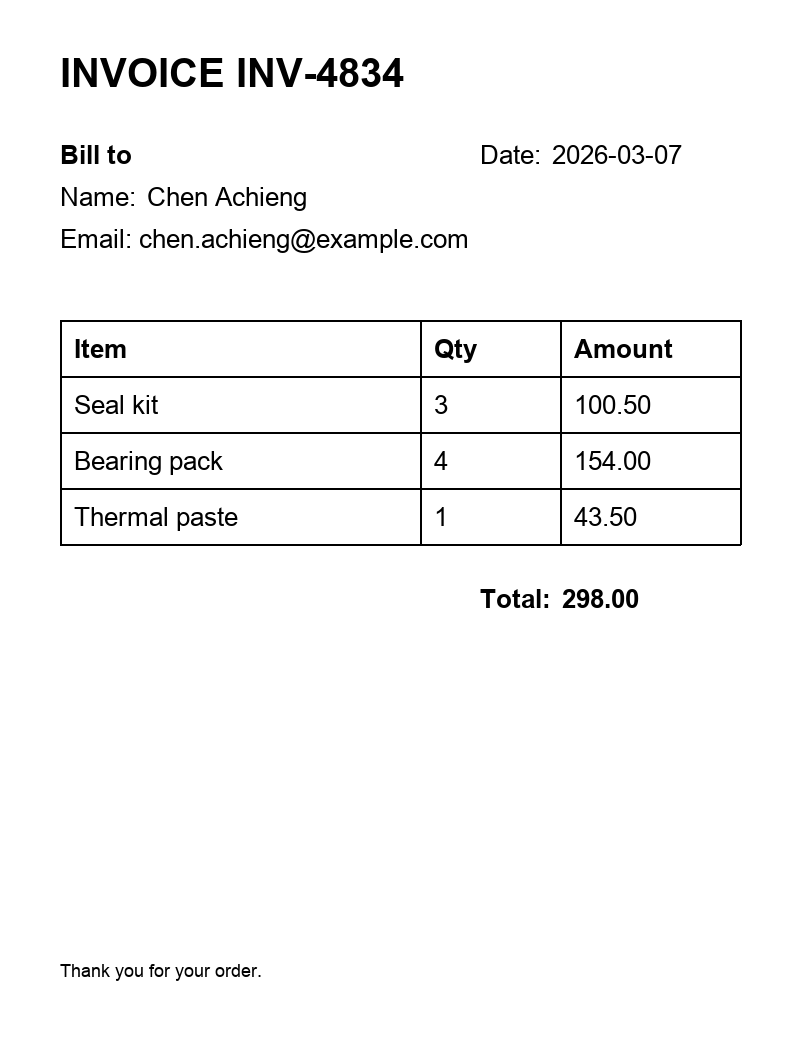 INVOICE INV-4834
Bill to Date: 2026-03-07
Name: Chen Achieng
Email: chen.achieng@example.com
Item Qty Amount
Seal kit 3 100.50
Bearing pack 4 154.00
Thermal paste 1 43.50
Total: 298.00
Thank you for your order.